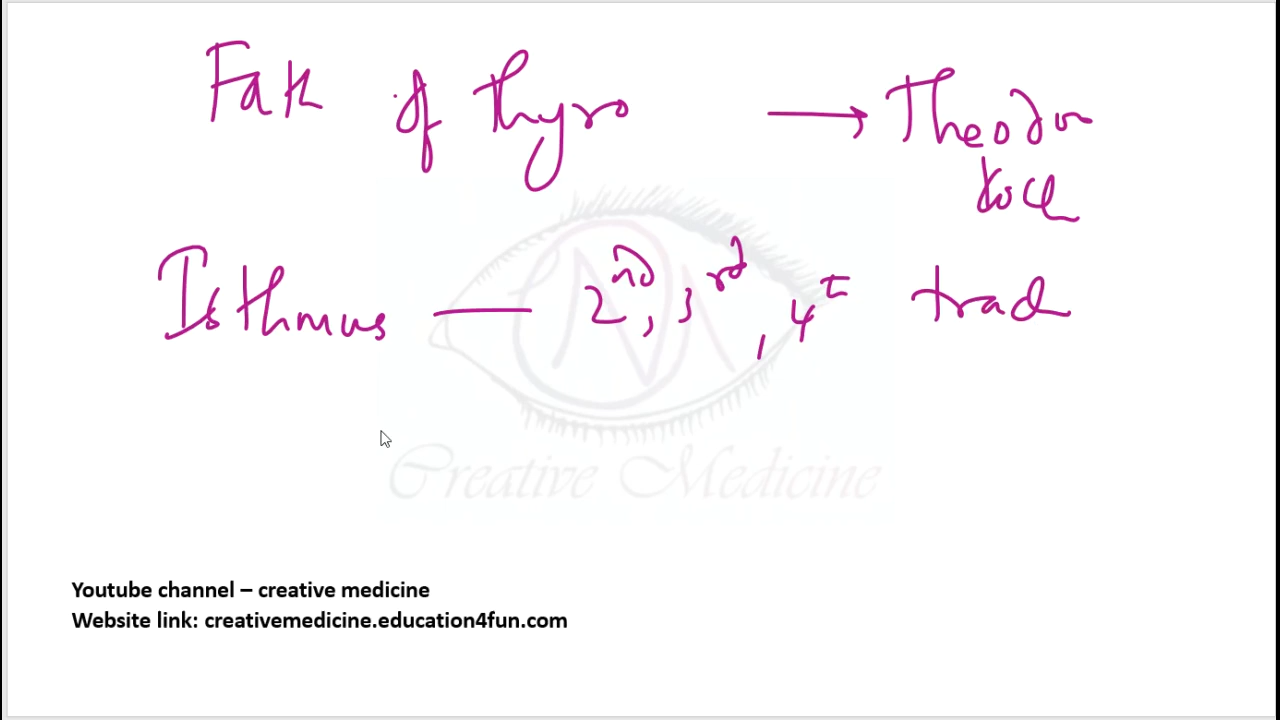 Fath of thyro → Theodor
Koch
Isthmus — 2nd, 3rd, 4th trach
Creative Medicine
Youtube channel – creative medicine
Website link: creativemedicine.education4fun.com